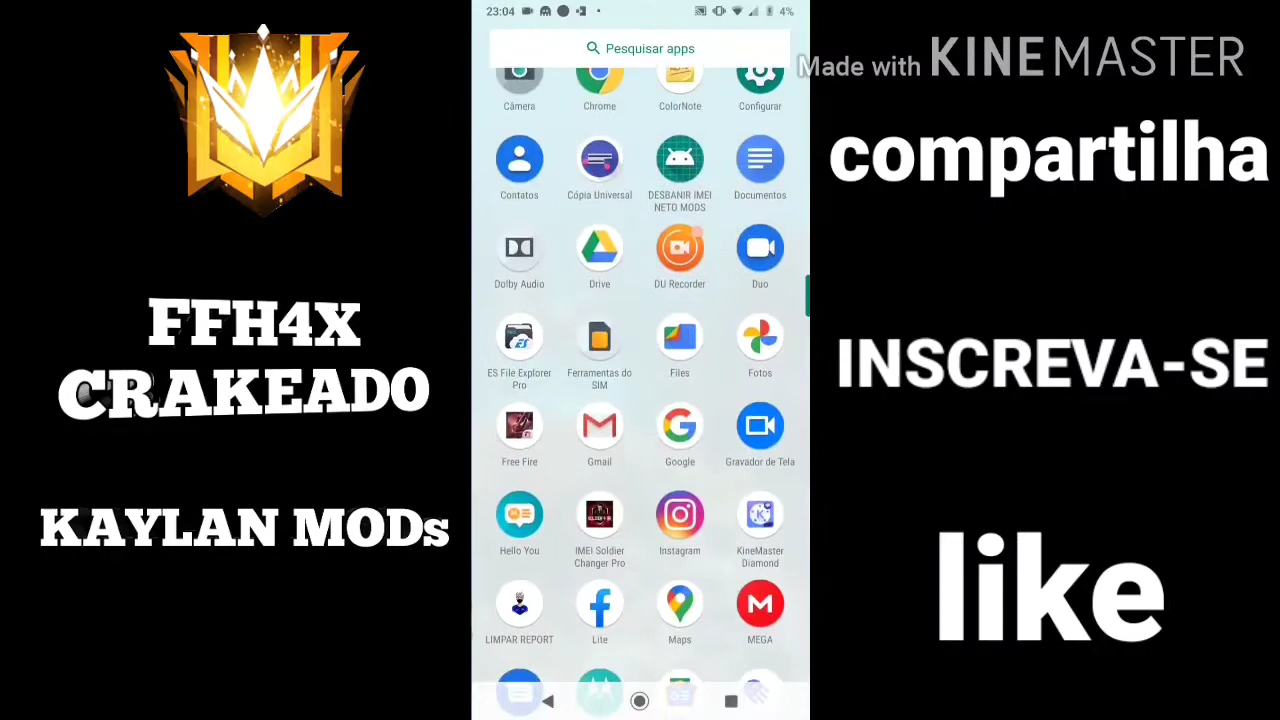 FFH4X
CRAKEADO
KAYLAN MODs
23:04
4%
Pesquisar apps
Câmera
Chrome
ColorNote
Configurar
Contatos
Cópia Universal
DESBANIR IMEI
NETO MODS
Documentos
Dolby Audio
Drive
DU Recorder
Duo
ES File Explorer
Pro
Ferramentas do
SIM
Files
Fotos
Free Fire
Gmail
Google
Gravador de Tela
Hello You
IMEI Soldier
Changer Pro
Instagram
KineMaster
Diamond
LIMPAR REPORT
Lite
Maps
MEGA
Made with KINEMASTER
compartilha
INSCREVA-SE
like